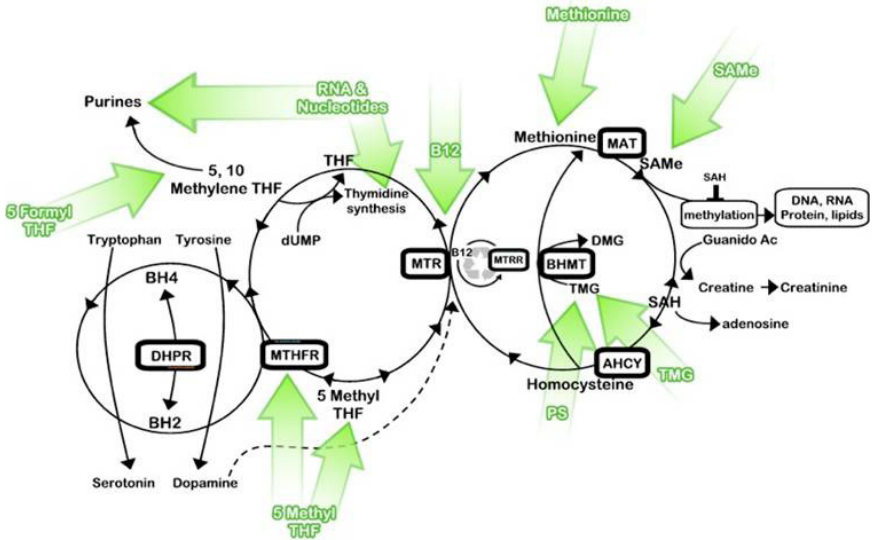 Methionine
SAMe
RNA &
Nucleotides
Purines
B12
Methionine
MAT
SAMe
THF
5, 10
Methylene THF
Thymidine
synthesis
SAH
methylation
DNA, RNA
Protein, lipids
5 Formyl
THF
dUMP
Tryptophan
Tyrosine
Guanido Ac
MTR
B12
MTRR
BHMT
DMG
TMG
BH4
SAH
Creatine
Creatinine
adenosine
DHPR
MTHFR
AHCY
Homocysteine
TMG
5 Methyl
THF
PS
BH2
Serotonin
Dopamine
5 Methyl
THF